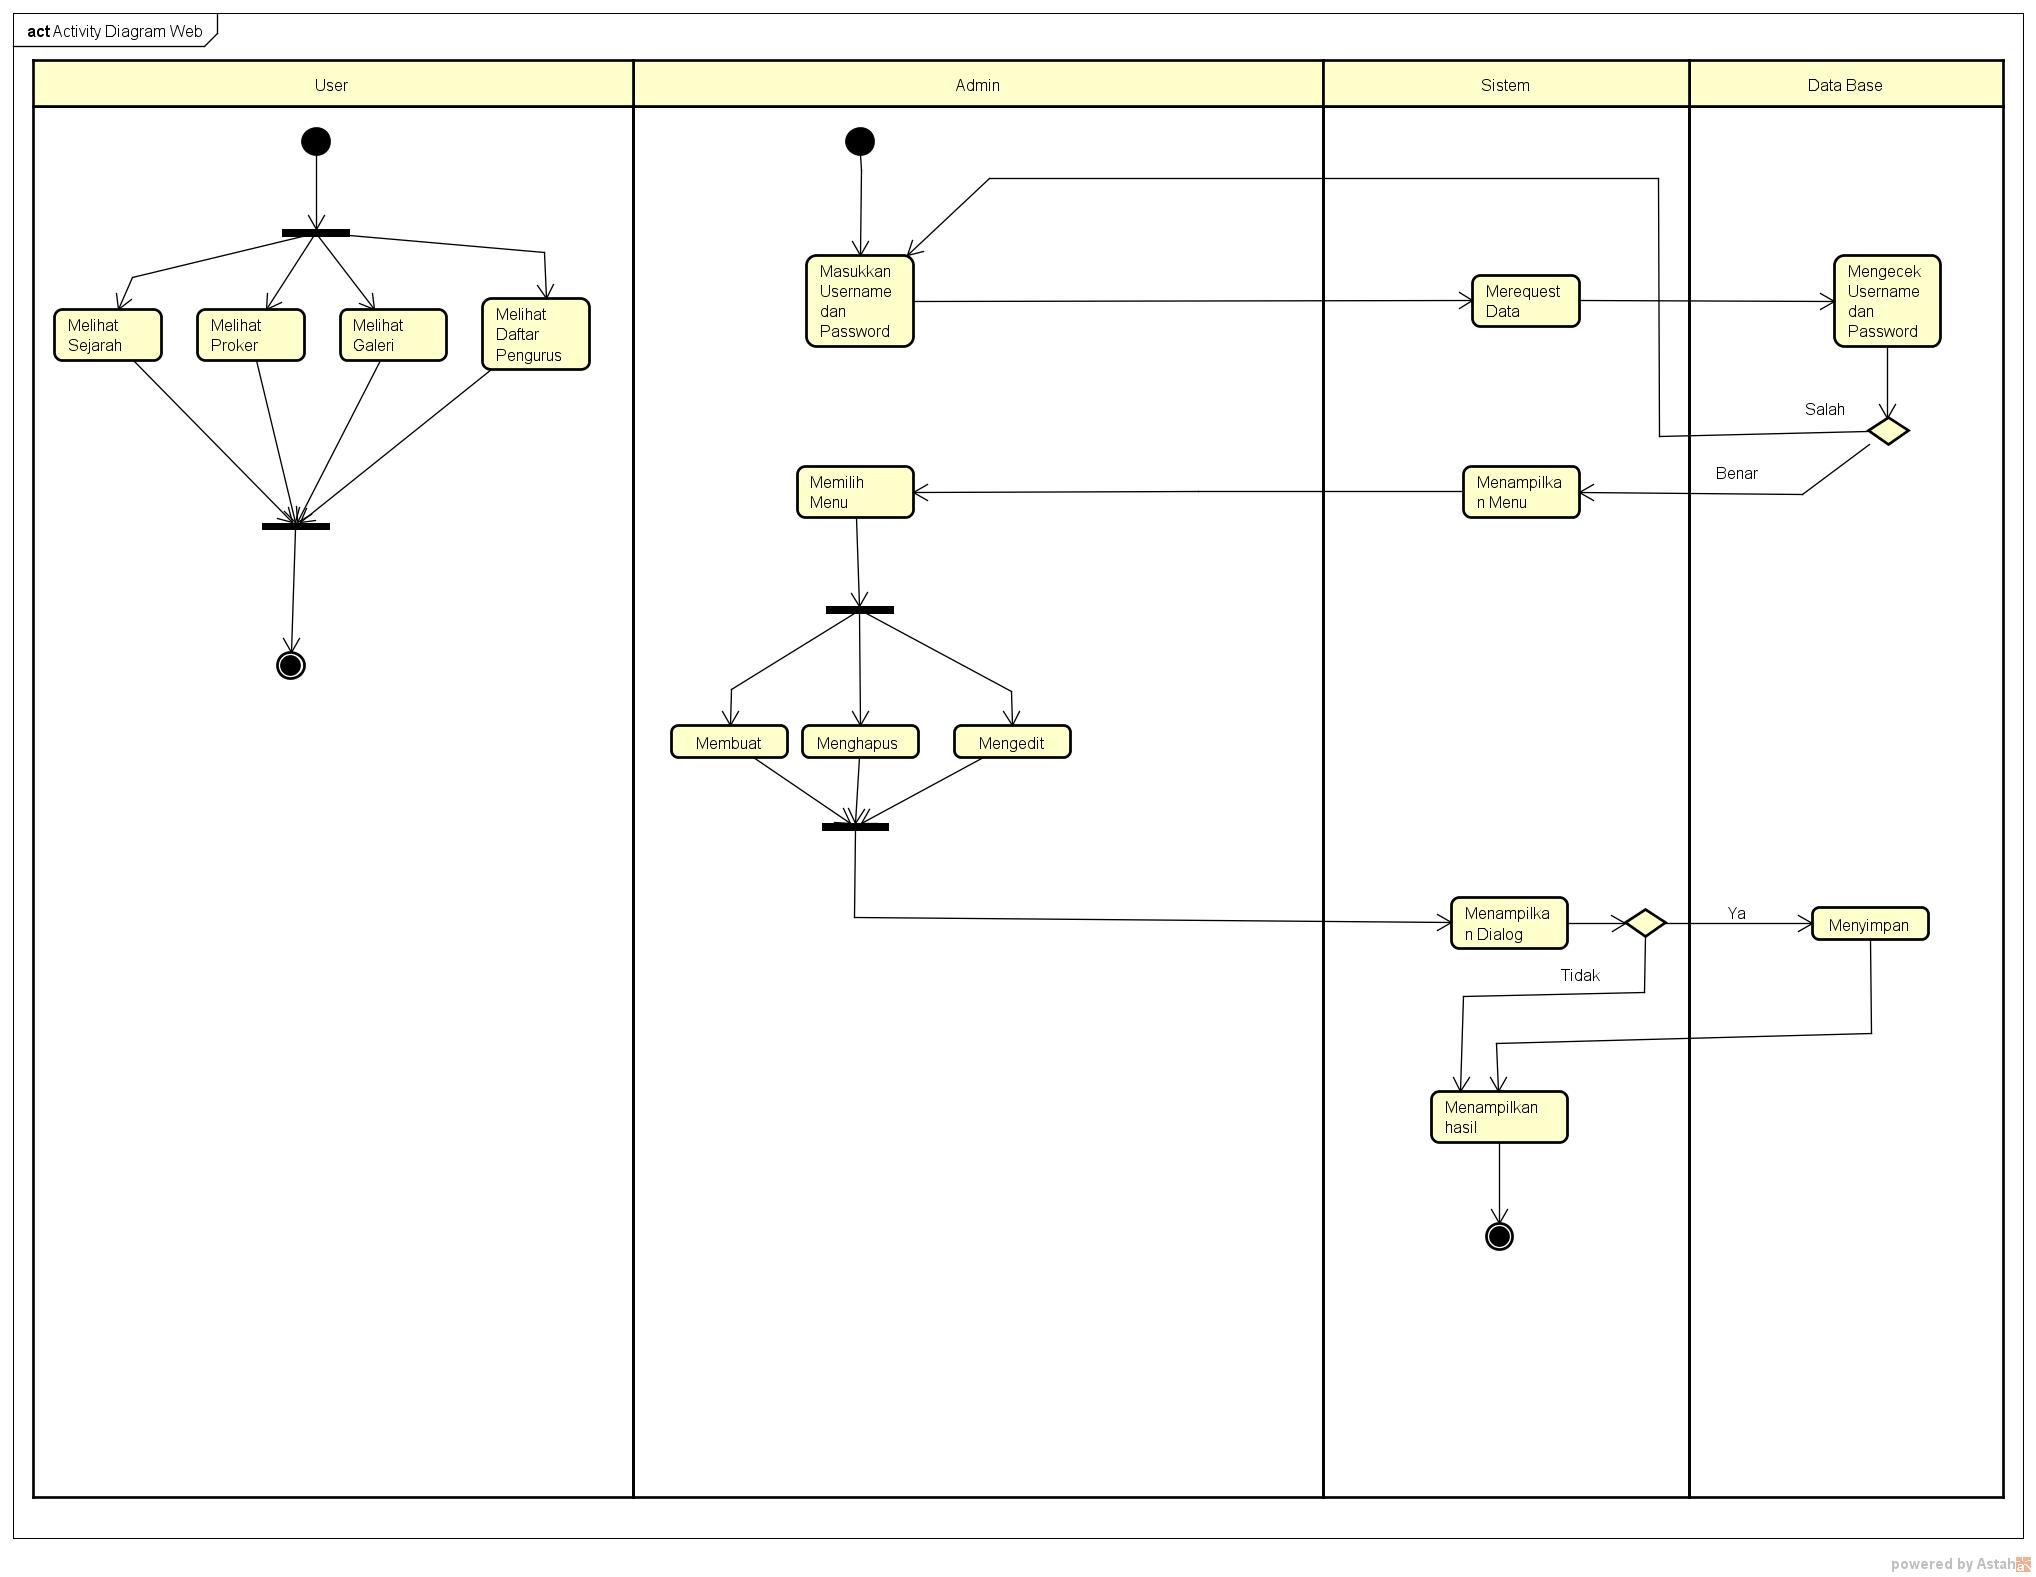 act Activity Diagram Web
User
Admin
Sistem
Data Base
Melihat
Sejarah
Melihat
Proker
Melihat
Galeri
Melihat
Daftar
Pengurus
Masukkan
Username
dan
Password
Merequest
Data
Mengecek
Username
dan
Password
Salah
Benar
Menampilka
n Menu
Memilih
Menu
Membuat
Menghapus
Mengedit
Menampilka
n Dialog
Ya
Menyimpan
Tidak
Menampilkan
hasil
powered by Astah